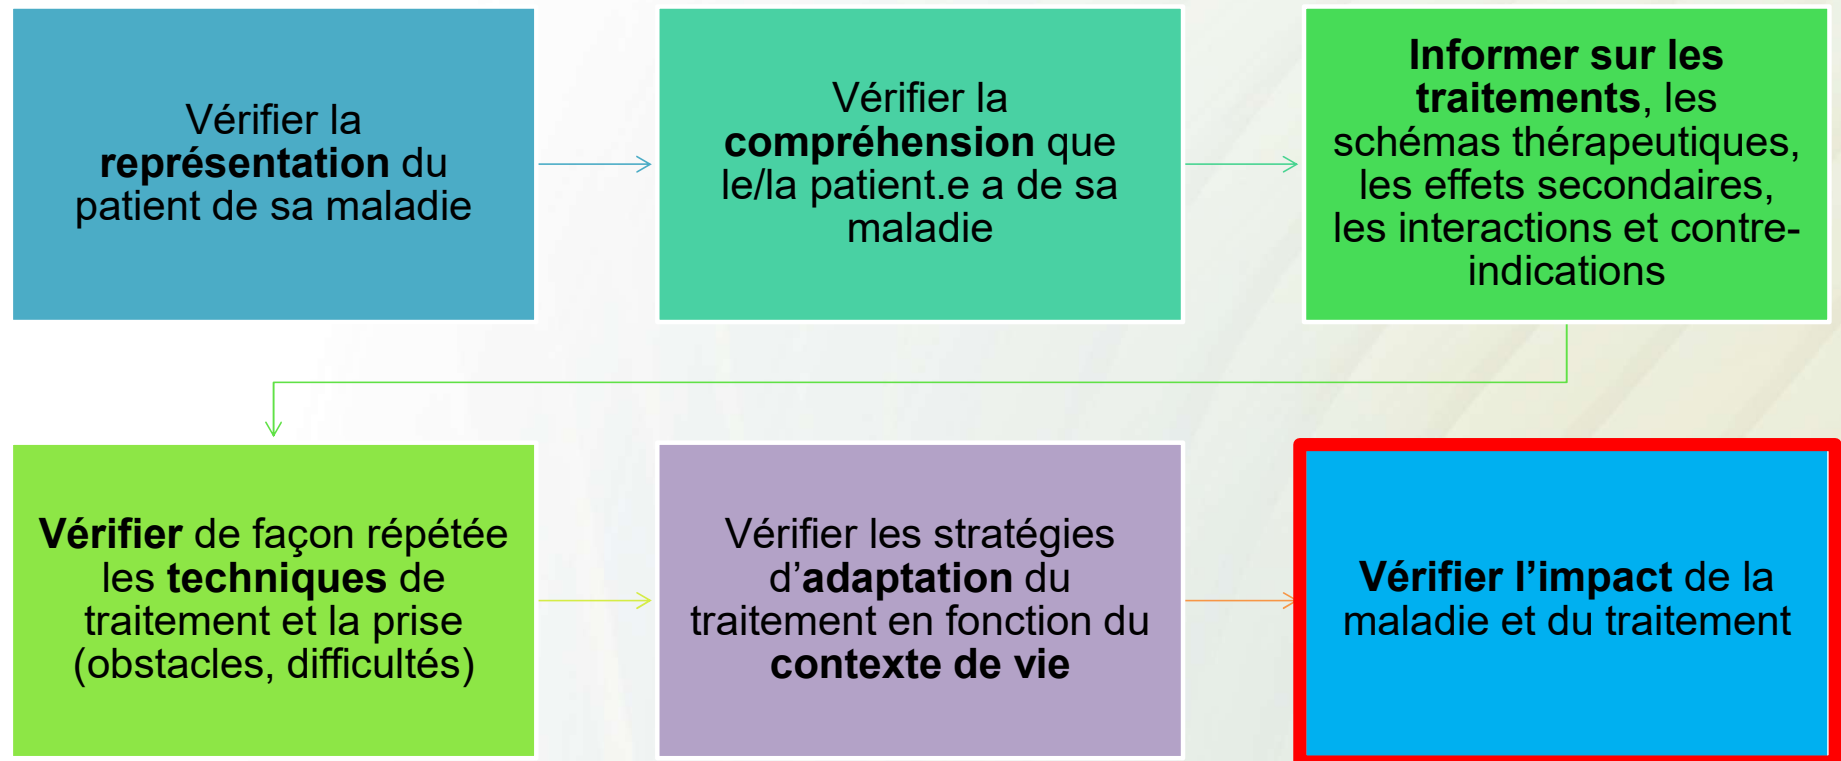 Vérifier la
représentation du
patient de sa maladie
Vérifier la
compréhension que
le/la patient.e a de sa
maladie
Informer sur les
traitements, les
schémas thérapeutiques,
les effets secondaires,
les interactions et contre-
indications
Vérifier de façon répétée
les techniques de
traitement et la prise
(obstacles, difficultés)
Vérifier les stratégies
d’adaptation du
traitement en fonction du
contexte de vie
Vérifier l’impact de la
maladie et du traitement